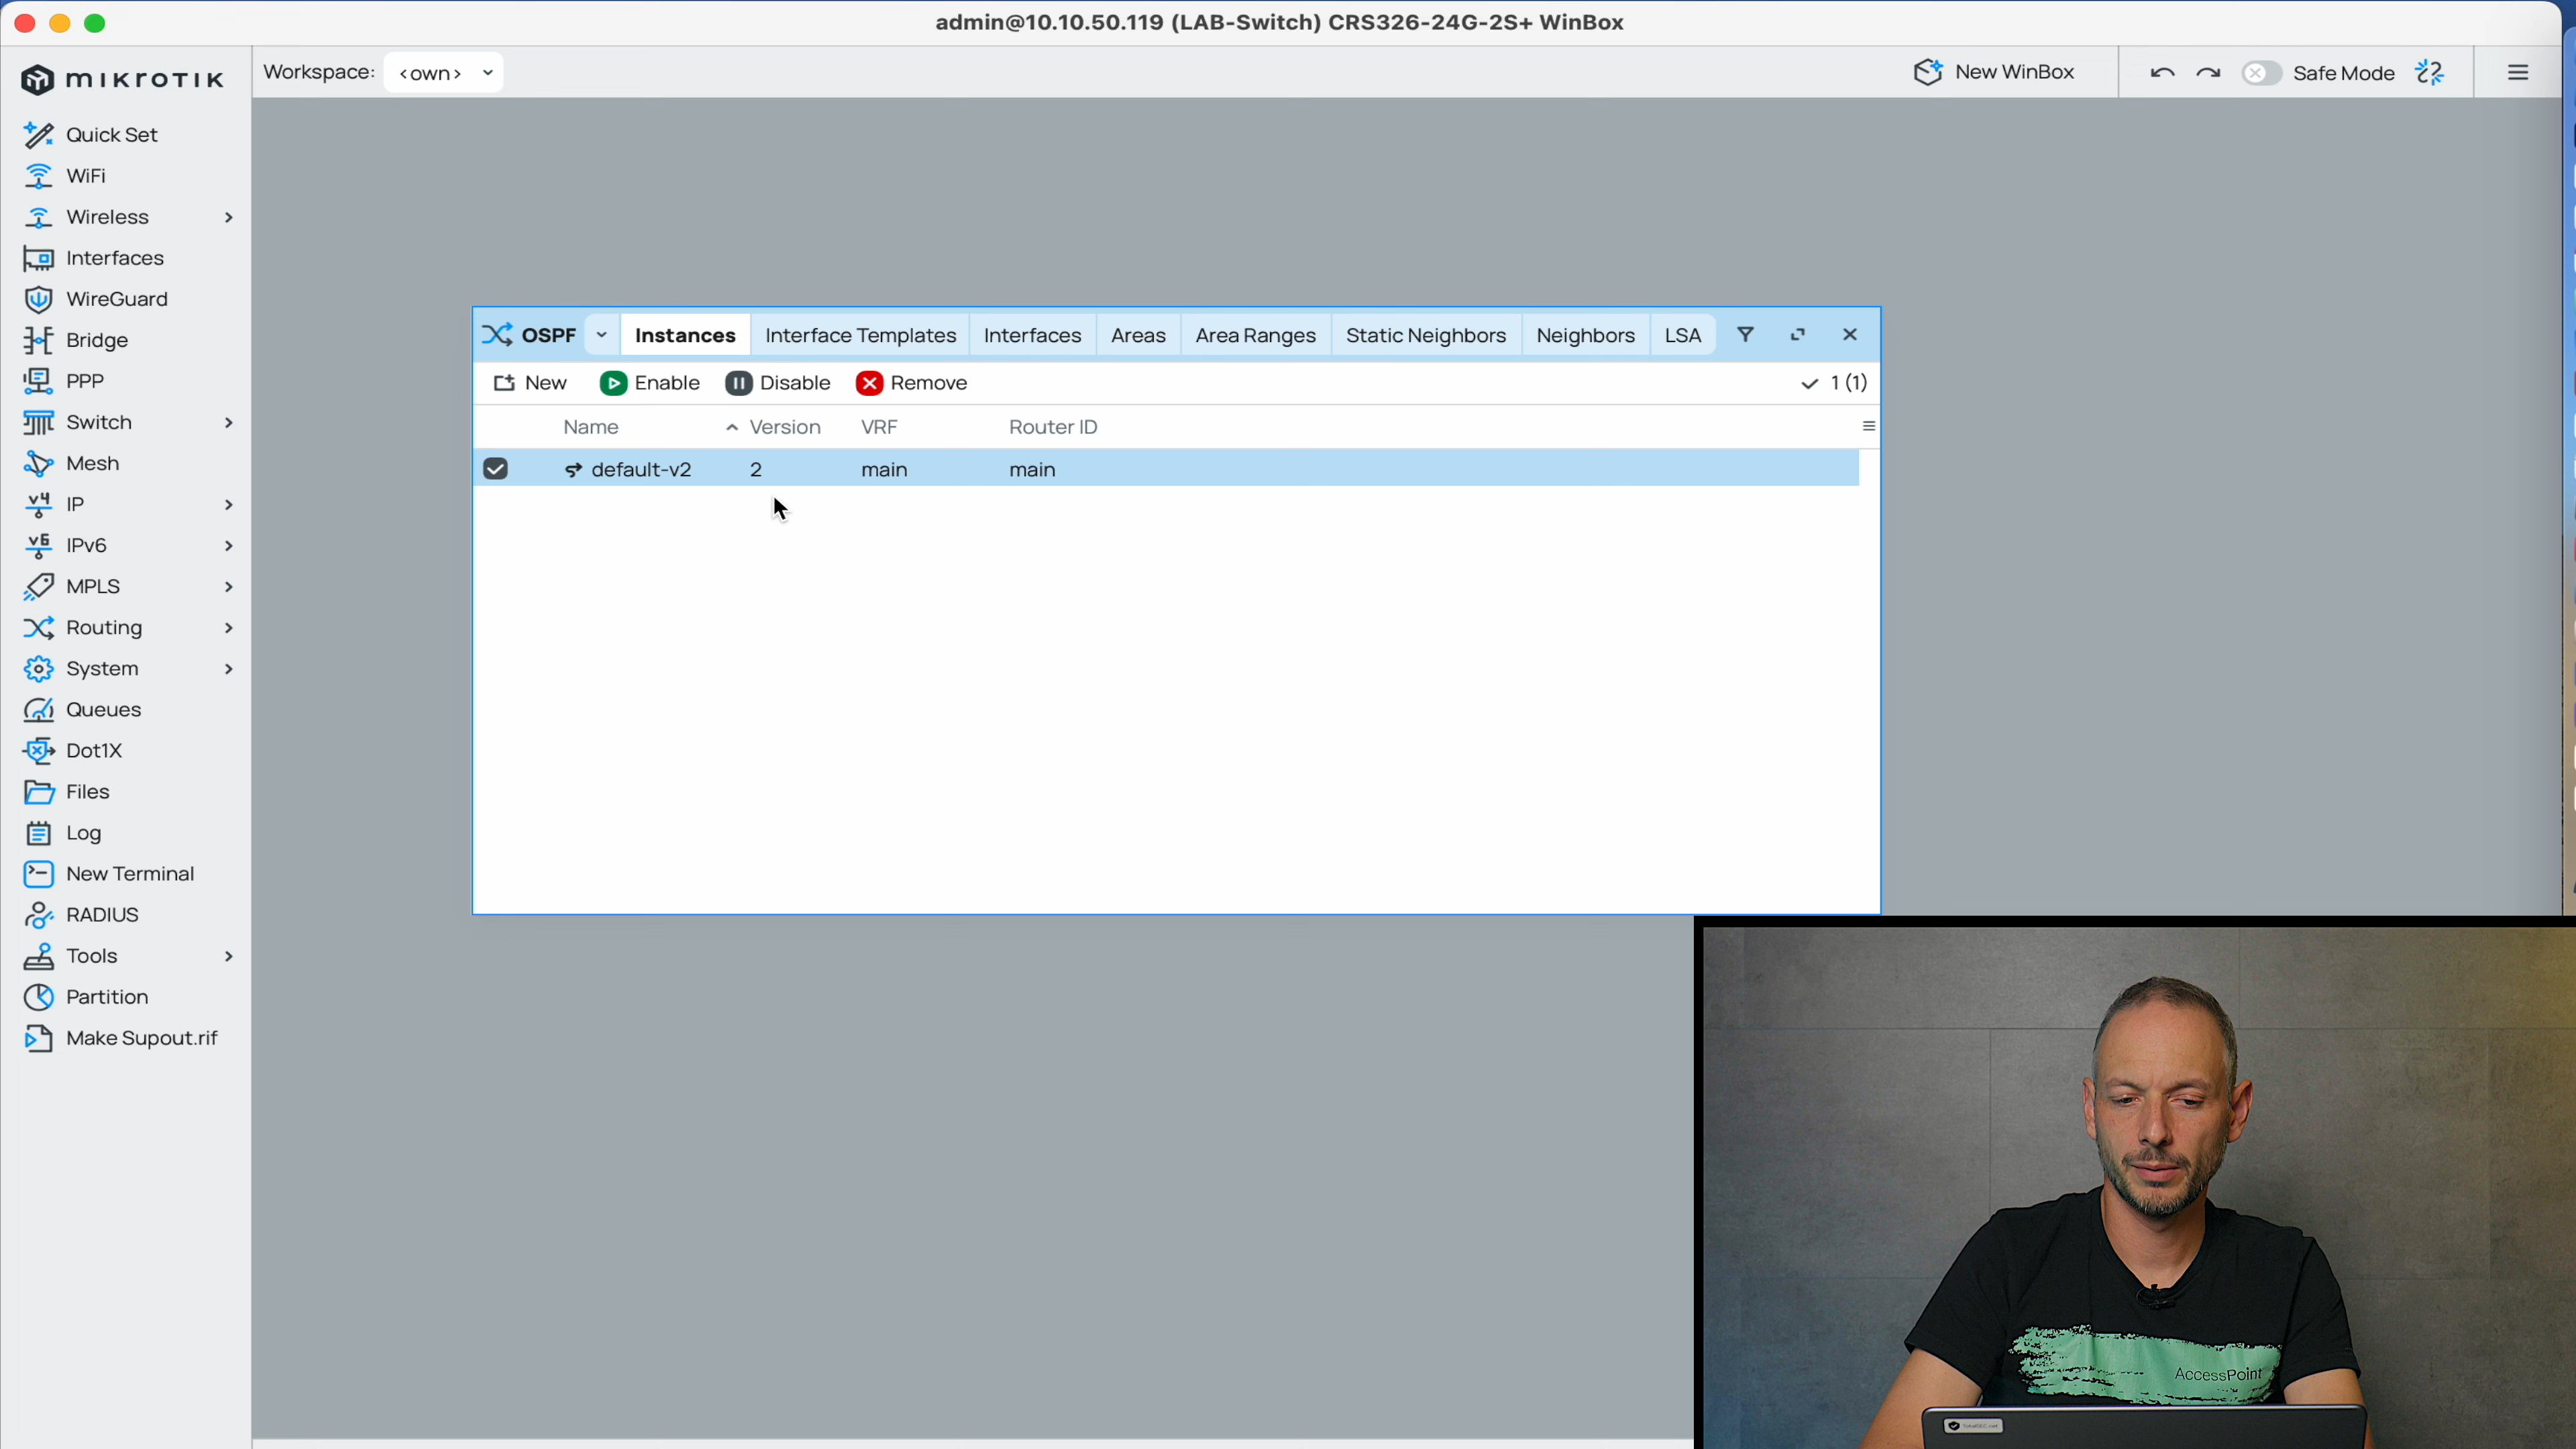 admin@10.10.50.119 (LAB-Switch) CRS326-24G-2S+ WinBox
mikrotik
Workspace: <own>
New WinBox
Safe Mode
Quick Set
WiFi
Wireless
Interfaces
WireGuard
Bridge
PPP
Switch
Mesh
IP
IPv6
MPLS
Routing
System
Queues
Dot1X
Files
Log
New Terminal
RADIUS
Tools
Partition
Make Supout.rif
OSPF Instances Interface Templates Interfaces Areas Area Ranges Static Neighbors Neighbors LSA
New Enable Disable Remove 1 (1)
Name Version VRF Router ID
default-v2 2 main main
AccessPoint